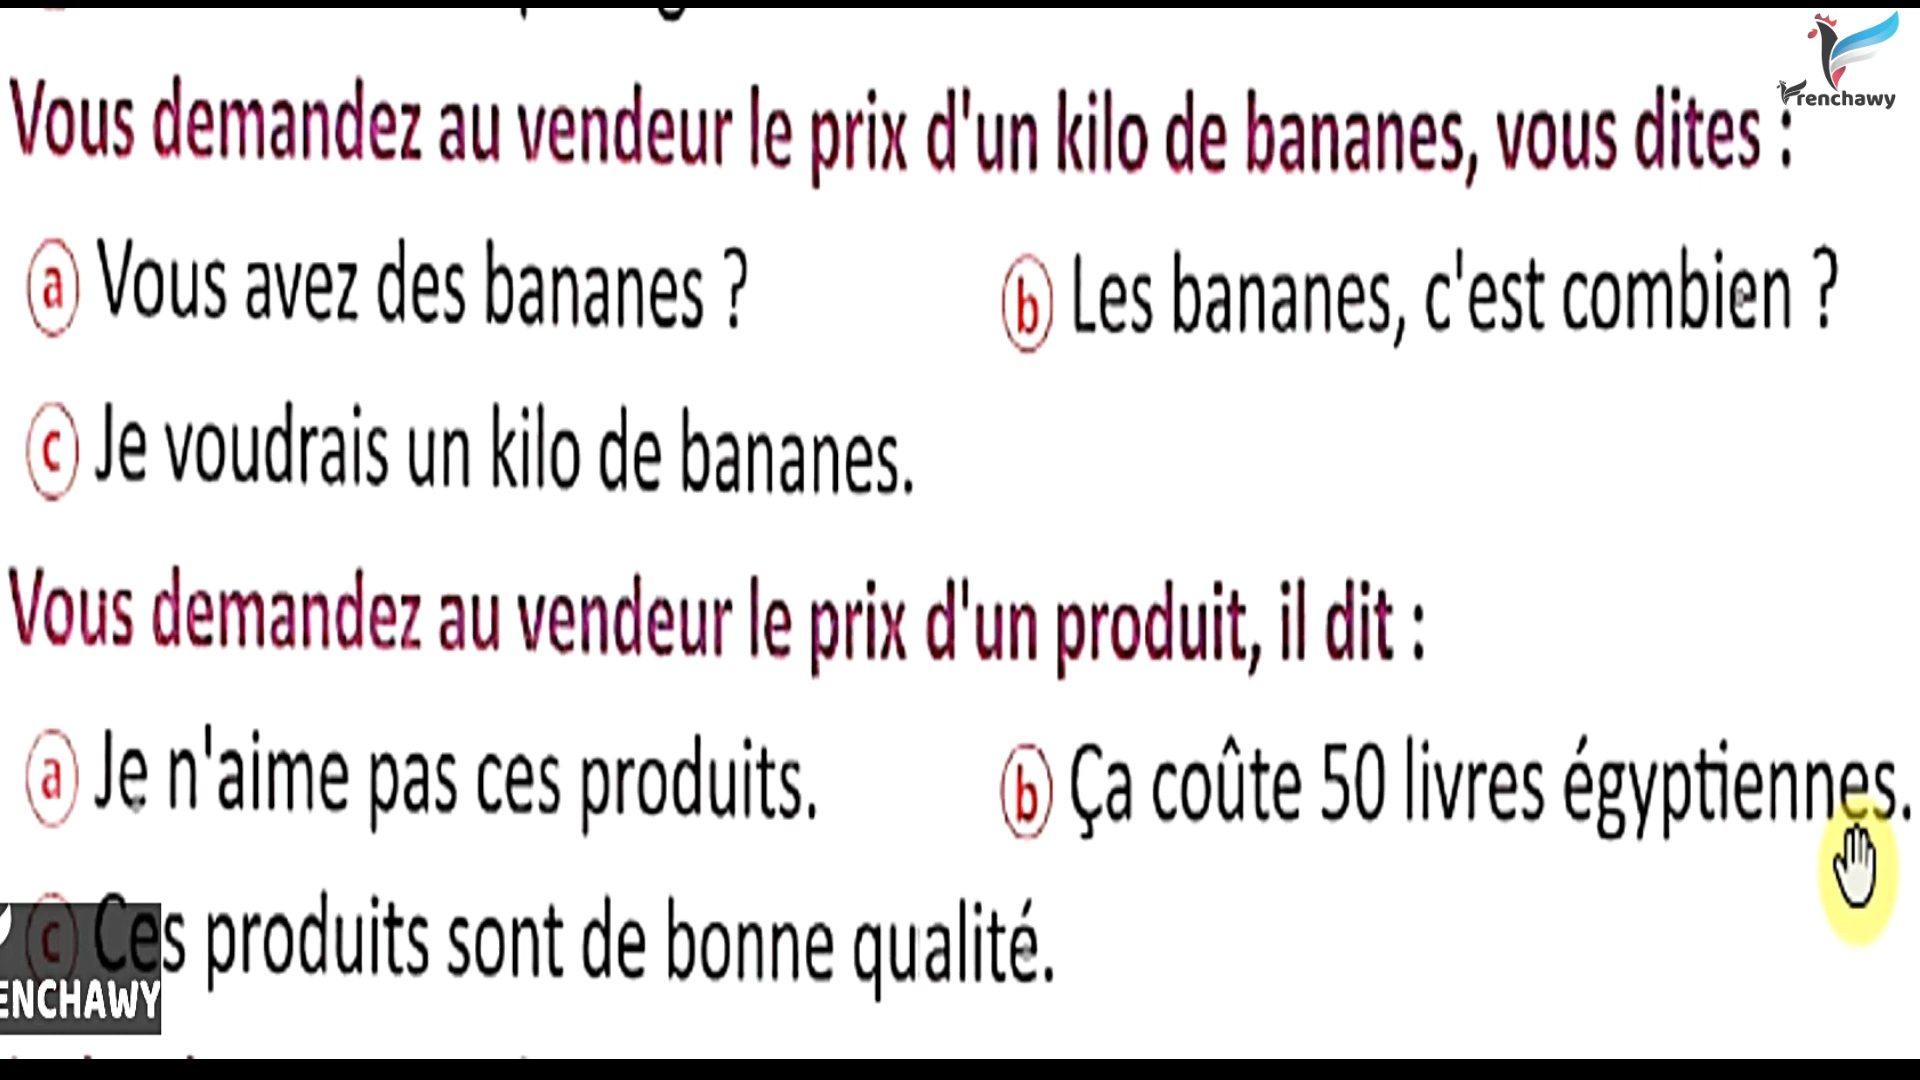 Frenchawy
Vous demandez au vendeur le prix d'un kilo de bananes, vous dites :
a Vous avez des bananes ?
b Les bananes, c'est combien ?
c Je voudrais un kilo de bananes.
Vous demandez au vendeur le prix d'un produit, il dit :
a Je n'aime pas ces produits.
b Ça coûte 50 livres égyptiennes.
c Ces produits sont de bonne qualité.
ENCHAWY